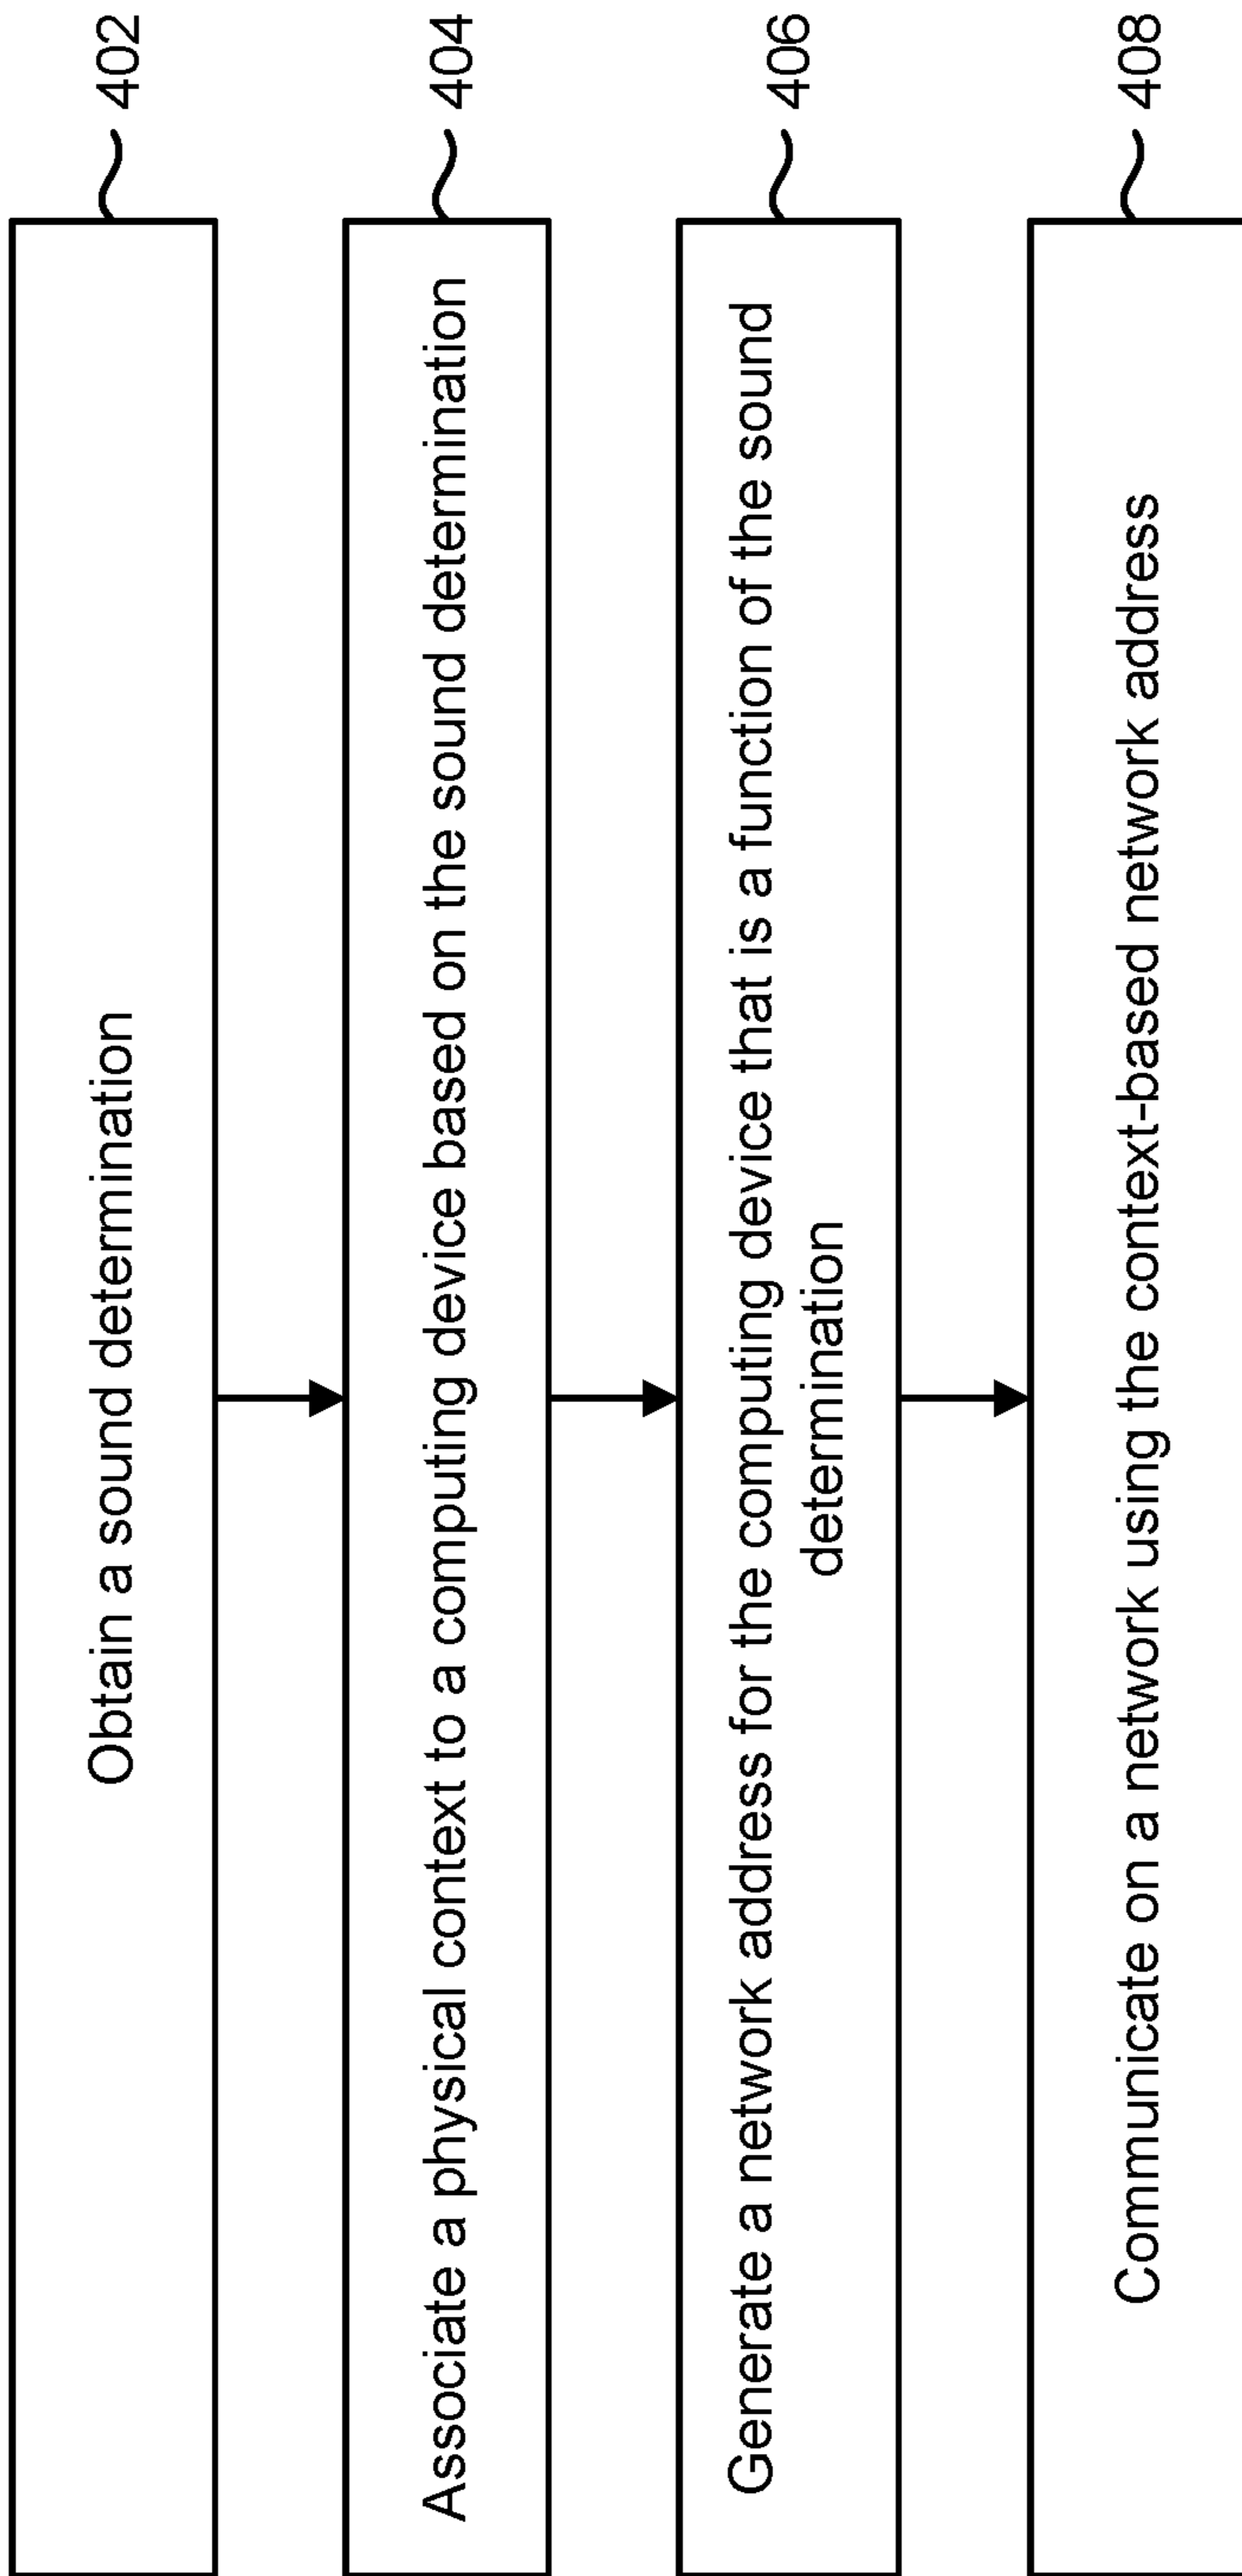 Obtain a sound determination
402
Associate a physical context to a computing device based on the sound determination
404
Generate a network address for the computing device that is a function of the sound
determination
406
Communicate on a network using the context-based network address
408